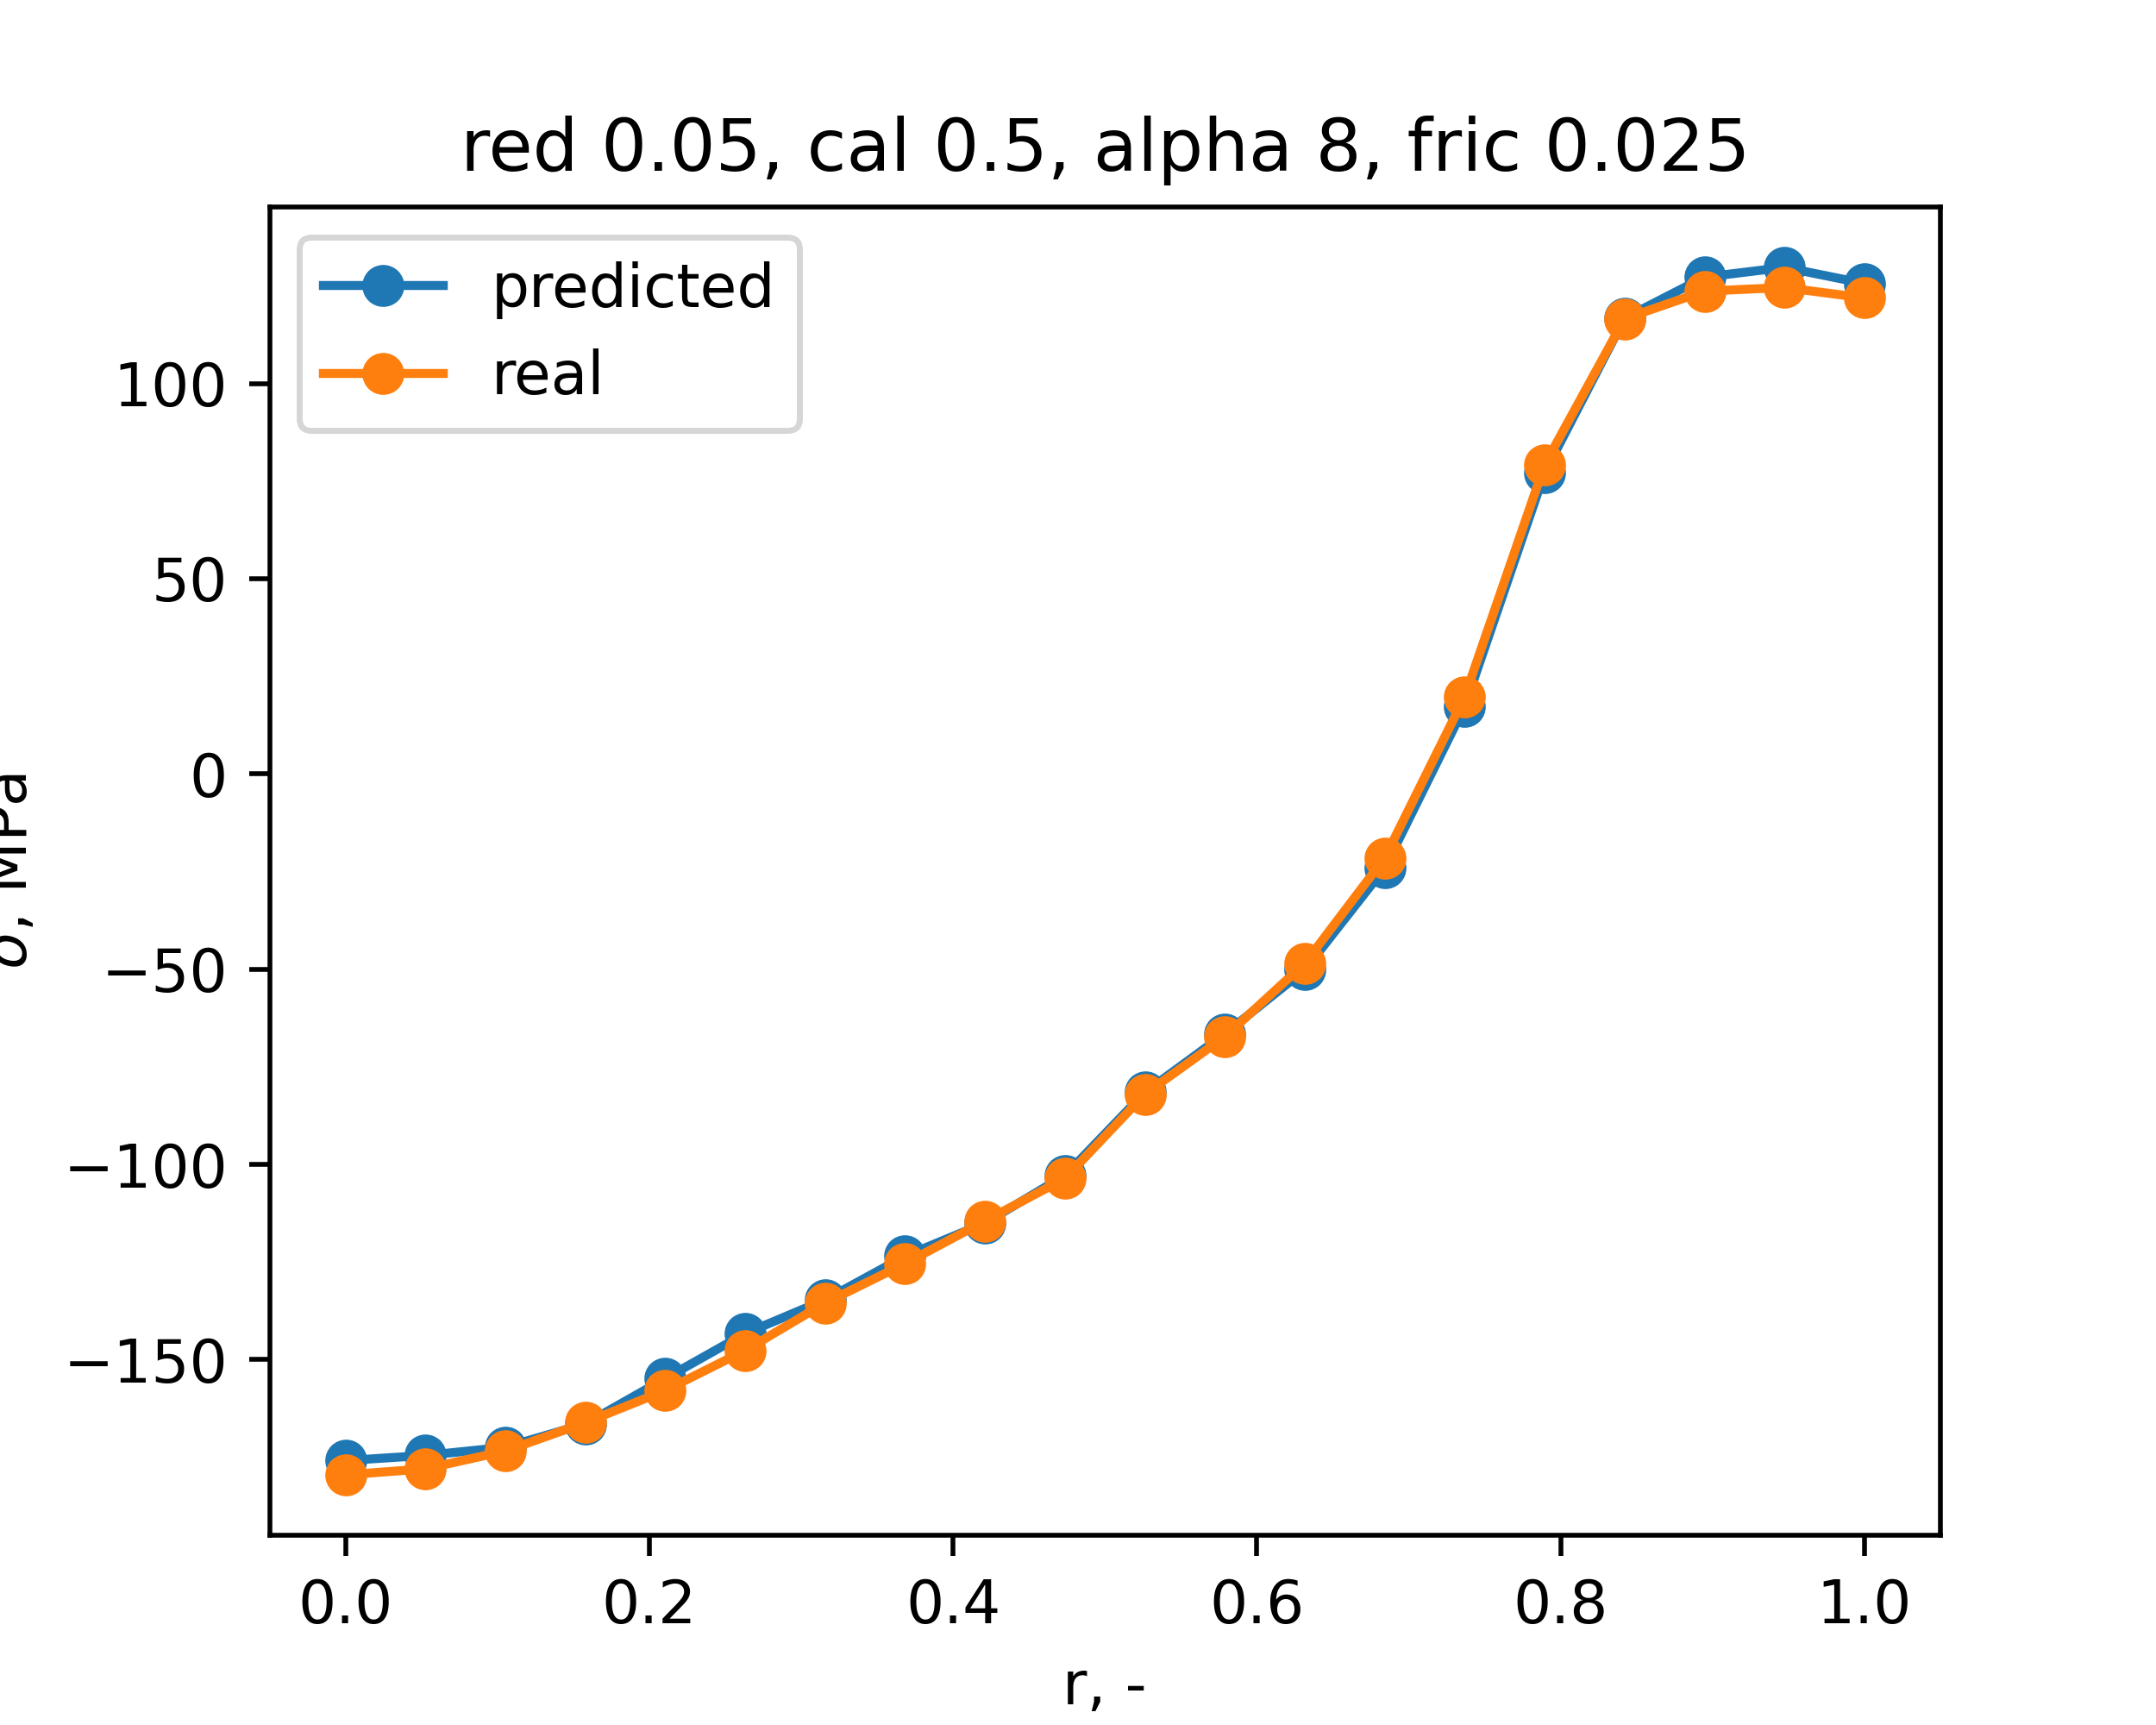 red 0.05, cal 0.5, alpha 8, fric 0.025
predicted
real
100
50
0
−50
−100
−150
σ, MPa
0.0 0.2 0.4 0.6 0.8 1.0
r, -